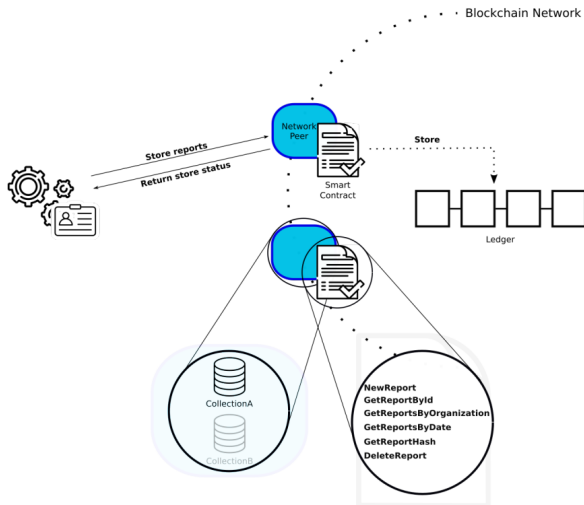 Blockchain Network
Network
Peer
Store reports
Return store status
Store
Smart
Contract
Ledger
CollectionA
CollectionB
NewReport
GetReportById
GetReportsByOrganization
GetReportsByDate
GetReportHash
DeleteReport